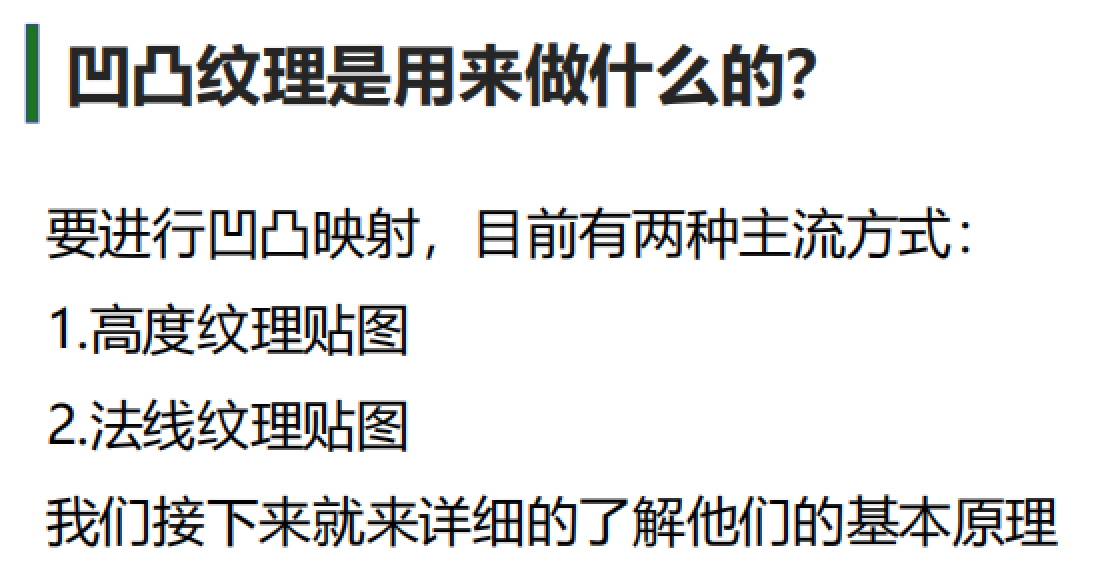 凹凸纹理是用来做什么的?
要进行凹凸映射，目前有两种主流方式：
1.高度纹理贴图
2.法线纹理贴图
我们接下来就来详细的了解他们的基本原理